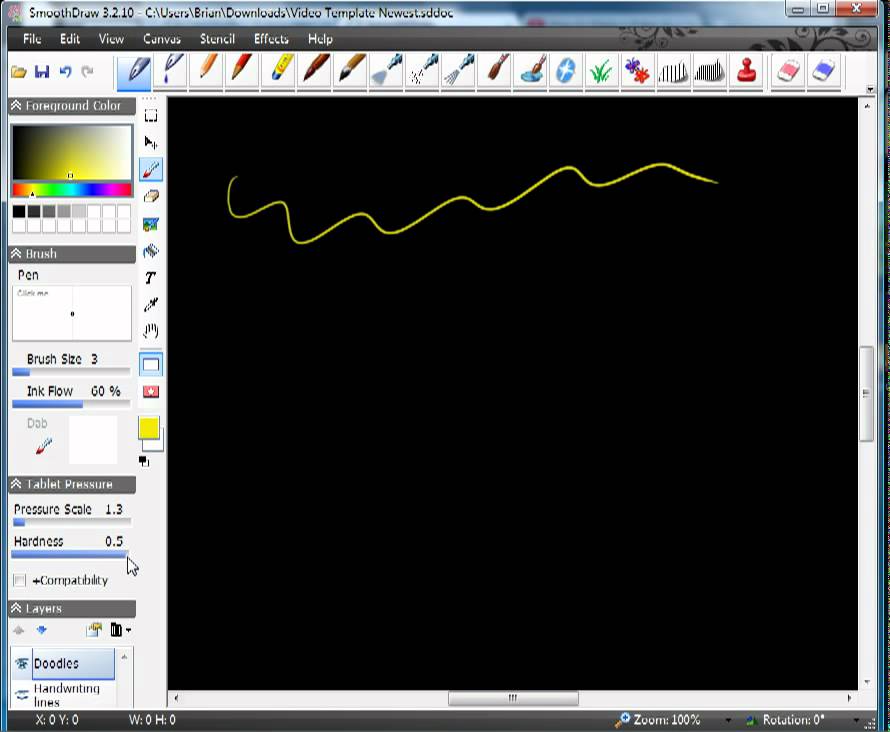 SmoothDraw 3.2.10 - C:\Users\Brian\Downloads\Video Template Newest.sddoc
File Edit View Canvas Stencil Effects Help
Foreground Color
Brush
Pen
Click me
Brush Size 3
Ink Flow 60 %
Dab
Tablet Pressure
Pressure Scale 1.3
Hardness 0.5
+Compatibility
Layers
Doodles
Handwriting
lines
X: 0 Y: 0 W: 0 H: 0 Zoom: 100% Rotation: 0°